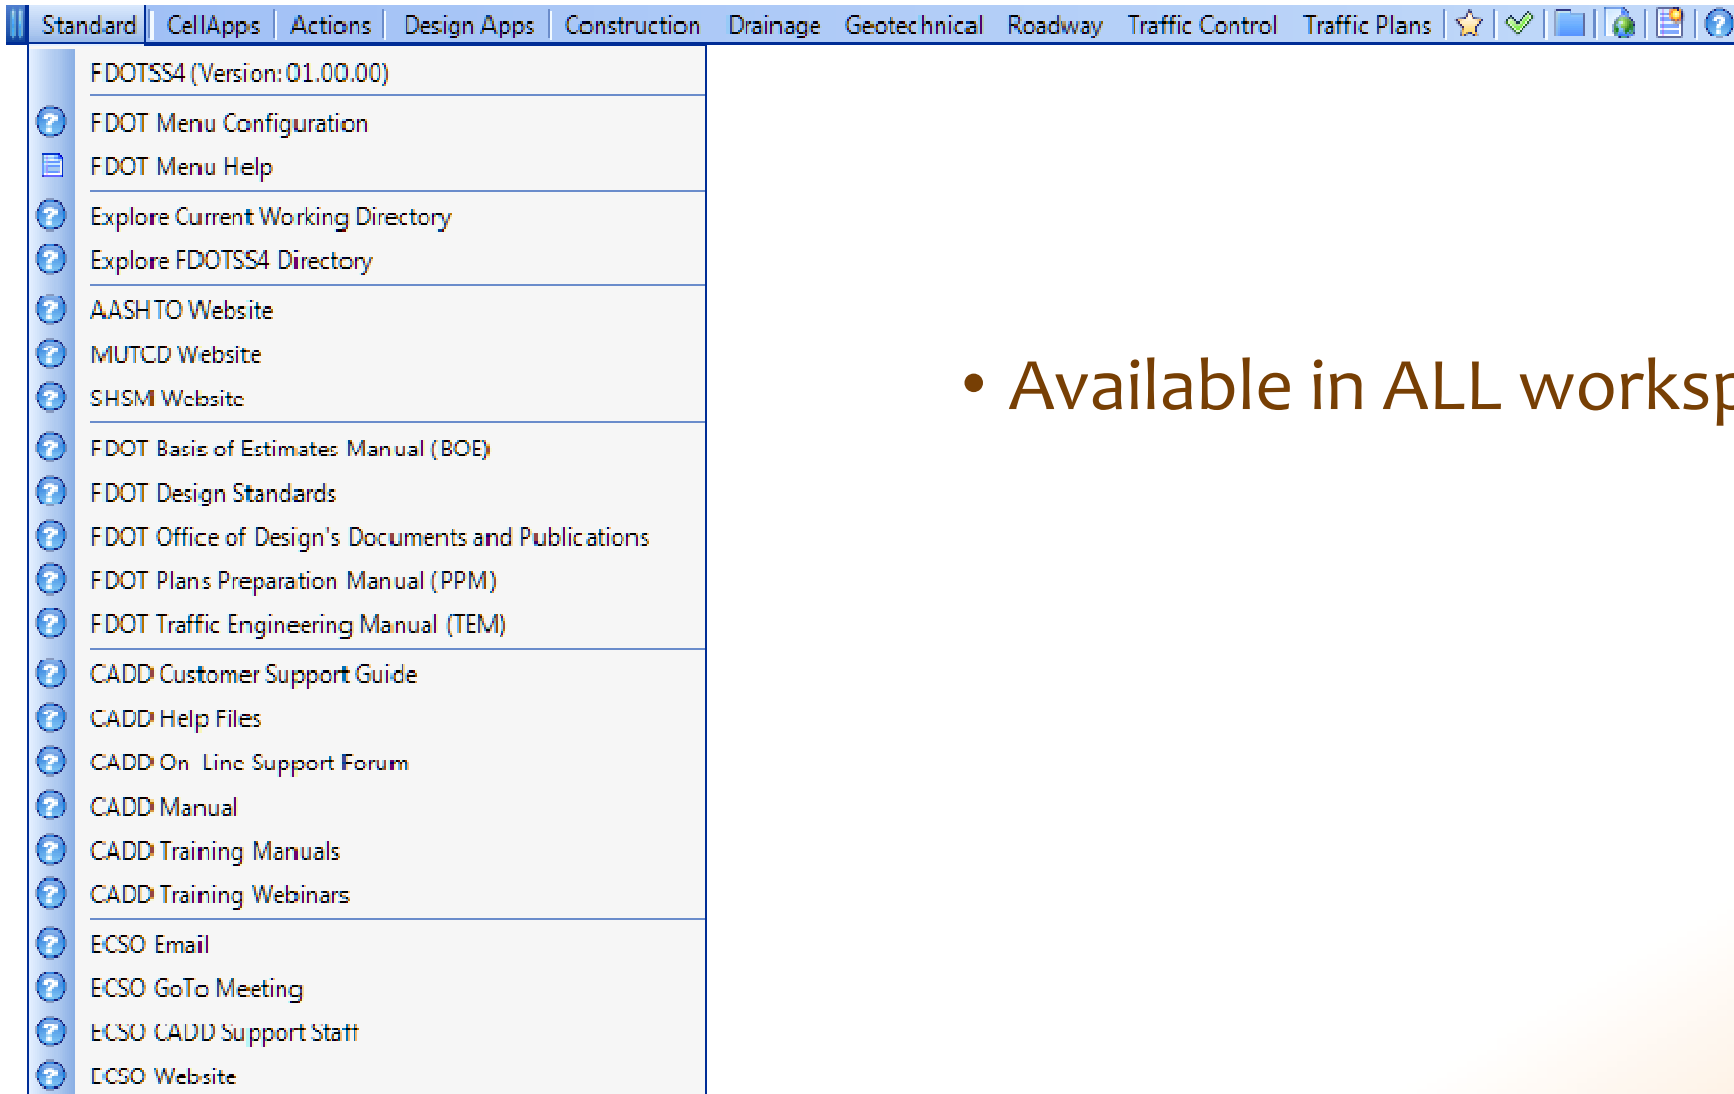 Standard CellApps Actions Design Apps Construction Drainage Geotechnical Roadway Traffic Control Traffic Plans
FDOTSS4 (Version: 01.00.00)
FDOT Menu Configuration
FDOT Menu Help
Explore Current Working Directory
Explore FDOTSS4 Directory
AASHTO Website
MUTCD Website
SHSM Website
• Available in ALL worksp
FDOT Basis of Estimates Manual (BOE)
FDOT Design Standards
FDOT Office of Design's Documents and Publications
FDOT Plans Preparation Manual (PPM)
FDOT Traffic Engineering Manual (TEM)
CADD Customer Support Guide
CADD Help Files
CADD On-Line Support Forum
CADD Manual
CADD Training Manuals
CADD Training Webinars
ECSO Email
ECSO GoTo Meeting
ECSO CADD Support Staff
ECSO Website